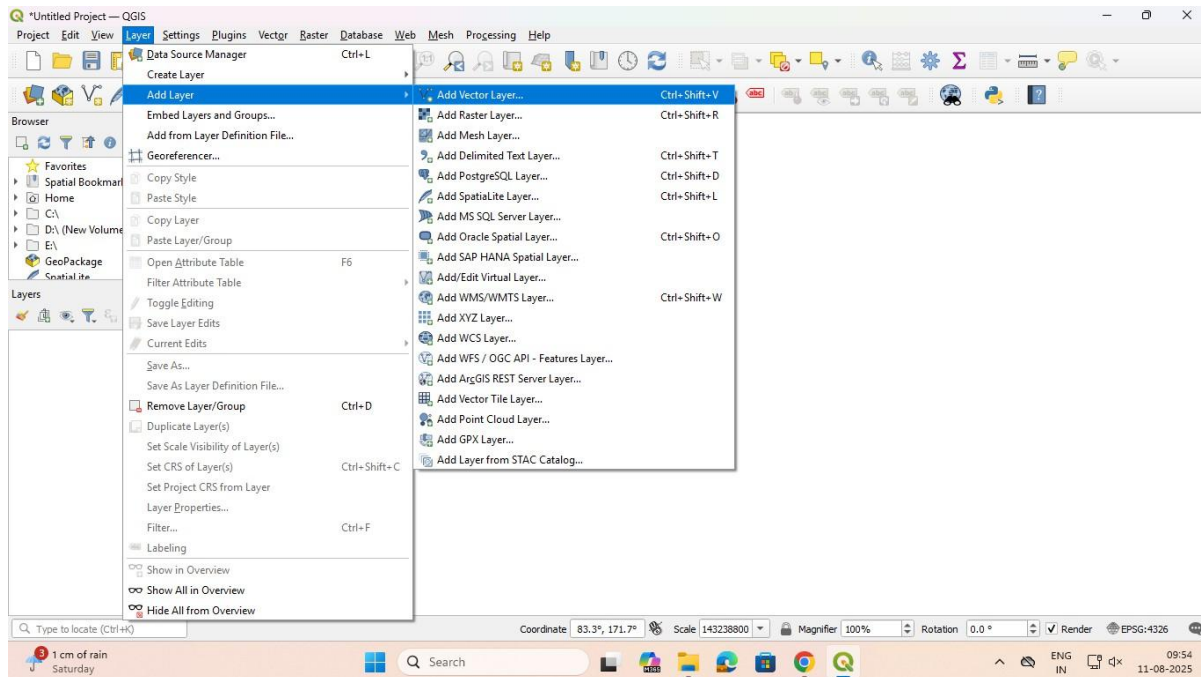 *Untitled Project — QGIS
Project Edit View Layer Settings Plugins Vector Raster Database Web Mesh Processing Help
Data Source Manager Ctrl+L
Create Layer
Add Layer
Embed Layers and Groups...
Add from Layer Definition File...
Georeferencer...
Copy Style
Paste Style
Copy Layer
Paste Layer/Group
Open Attribute Table F6
Filter Attribute Table
Toggle Editing
Save Layer Edits
Current Edits
Save As...
Save As Layer Definition File...
Remove Layer/Group Ctrl+D
Duplicate Layer(s)
Set Scale Visibility of Layer(s)
Set CRS of Layer(s) Ctrl+Shift+C
Set Project CRS from Layer
Layer Properties...
Filter... Ctrl+F
Labeling
Show in Overview
Show All in Overview
Hide All from Overview
Add Vector Layer... Ctrl+Shift+V
Add Raster Layer... Ctrl+Shift+R
Add Mesh Layer...
Add Delimited Text Layer... Ctrl+Shift+T
Add PostgreSQL Layer... Ctrl+Shift+D
Add SpatiaLite Layer... Ctrl+Shift+L
Add MS SQL Server Layer...
Add Oracle Spatial Layer... Ctrl+Shift+O
Add SAP HANA Spatial Layer...
Add/Edit Virtual Layer...
Add WMS/WMTS Layer... Ctrl+Shift+W
Add XYZ Layer...
Add WCS Layer...
Add WFS / OGC API - Features Layer...
Add ArcGIS REST Server Layer...
Add Vector Tile Layer...
Add Point Cloud Layer...
Add GPX Layer...
Add Layer from STAC Catalog...
abc
Browser
Favorites
Spatial Bookmar
Home
C:\
D:\ (New Volume
E:\
GeoPackage
SpatiaLite
Layers
Type to locate (Ctrl+K)
Coordinate 83.3°, 171.7° Scale 143238800 Magnifier 100% Rotation 0.0 ° Render EPSG:4326
3
1 cm of rain
Saturday
Search
M365
ENG
IN
09:54
11-08-2025